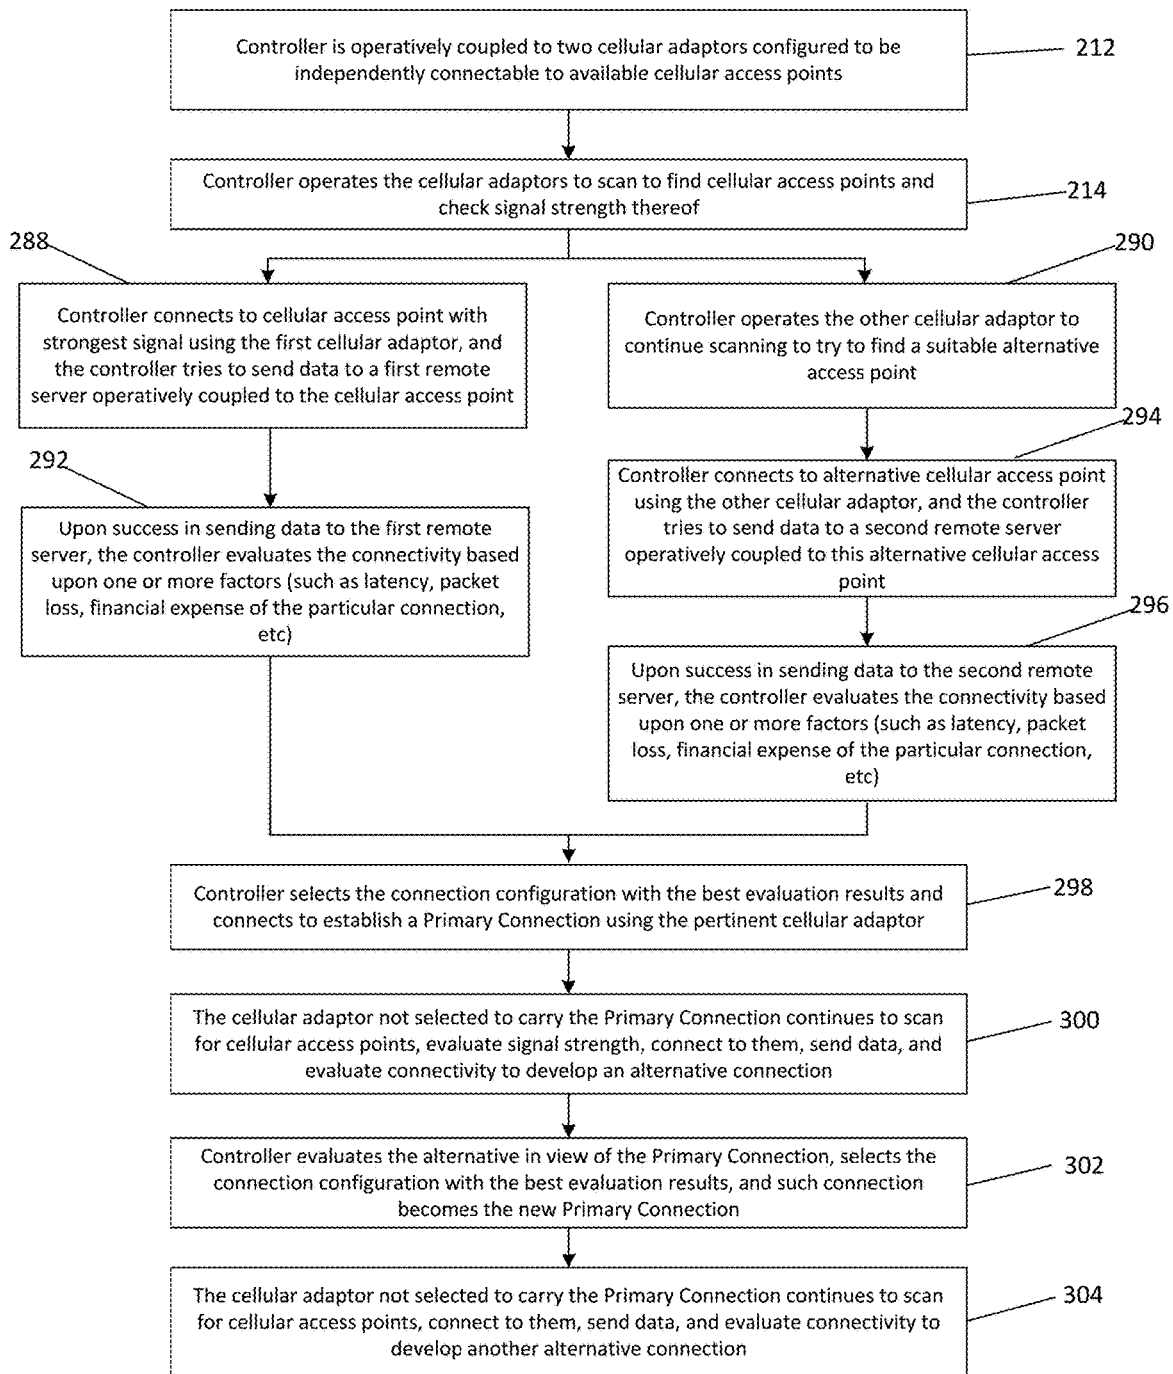 Controller is operatively coupled to two cellular adaptors configured to be
independently connectable to available cellular access points
212
Controller operates the cellular adaptors to scan to find cellular access points and
check signal strength thereof
214
288
Controller connects to cellular access point with
strongest signal using the first cellular adaptor, and
the controller tries to send data to a first remote
server operatively coupled to the cellular access point
290
Controller operates the other cellular adaptor to
continue scanning to try to find a suitable alternative
access point
292
Upon success in sending data to the first remote
server, the controller evaluates the connectivity based
upon one or more factors (such as latency, packet
loss, financial expense of the particular connection,
etc)
294
Controller connects to alternative cellular access point
using the other cellular adaptor, and the controller
tries to send data to a second remote server
operatively coupled to this alternative cellular access
point
296
Upon success in sending data to the second remote
server, the controller evaluates the connectivity based
upon one or more factors (such as latency, packet
loss, financial expense of the particular connection,
etc)
Controller selects the connection configuration with the best evaluation results and
connects to establish a Primary Connection using the pertinent cellular adaptor
298
The cellular adaptor not selected to carry the Primary Connection continues to scan
for cellular access points, evaluate signal strength, connect to them, send data, and
evaluate connectivity to develop an alternative connection
300
Controller evaluates the alternative in view of the Primary Connection, selects the
connection configuration with the best evaluation results, and such connection
becomes the new Primary Connection
302
The cellular adaptor not selected to carry the Primary Connection continues to scan
for cellular access points, connect to them, send data, and evaluate connectivity to
develop another alternative connection
304